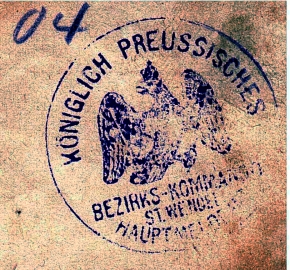 04
KÖNIGLICH PREUSSISCHES
BEZIRKS-KOMMANDO
ST. WENDEL